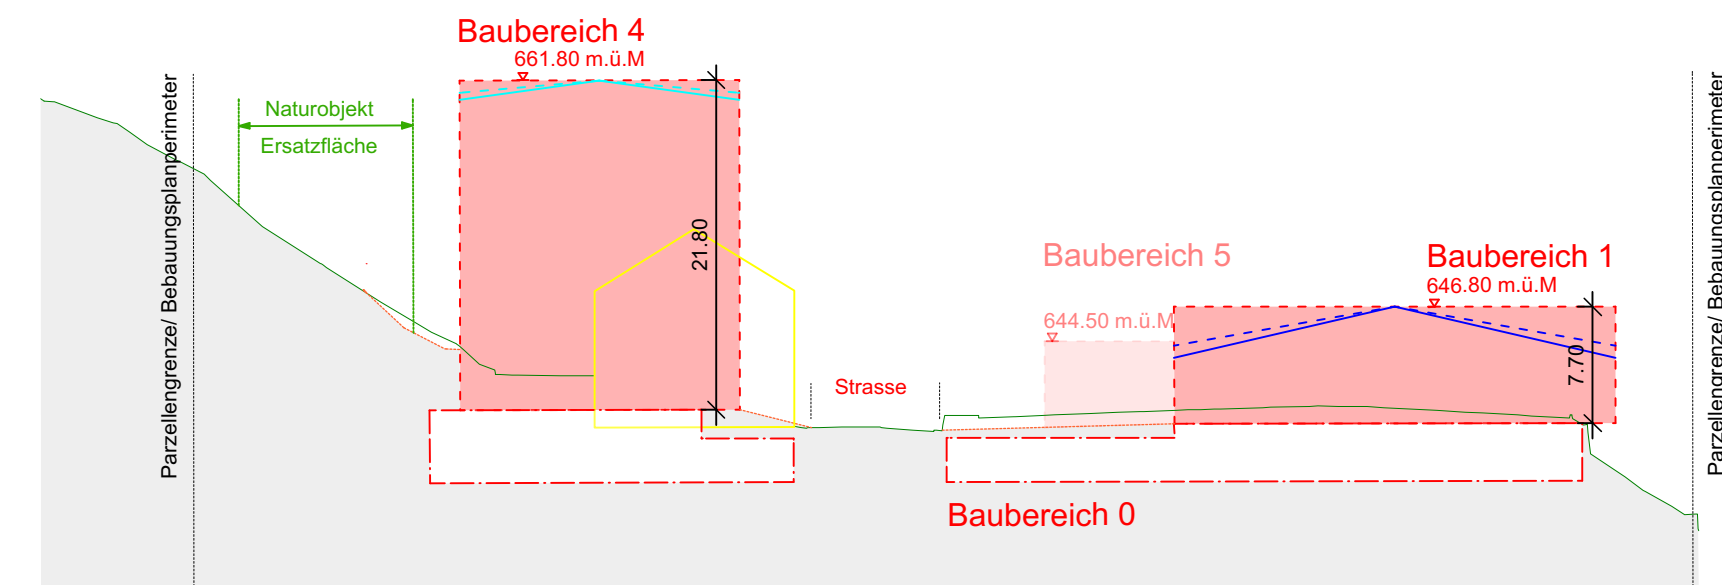 Baubereich 4
661.80 m.ü.M
Parzellengrenze/ Bebauungsplanperimeter
Naturobjekt
Ersatzfläche
21.80
Strasse
Baubereich 5
644.50 m.ü.M
Baubereich 1
646.80 m.ü.M
7.70
Baubereich 0
Parzellengrenze/ Bebauungsplanperimeter